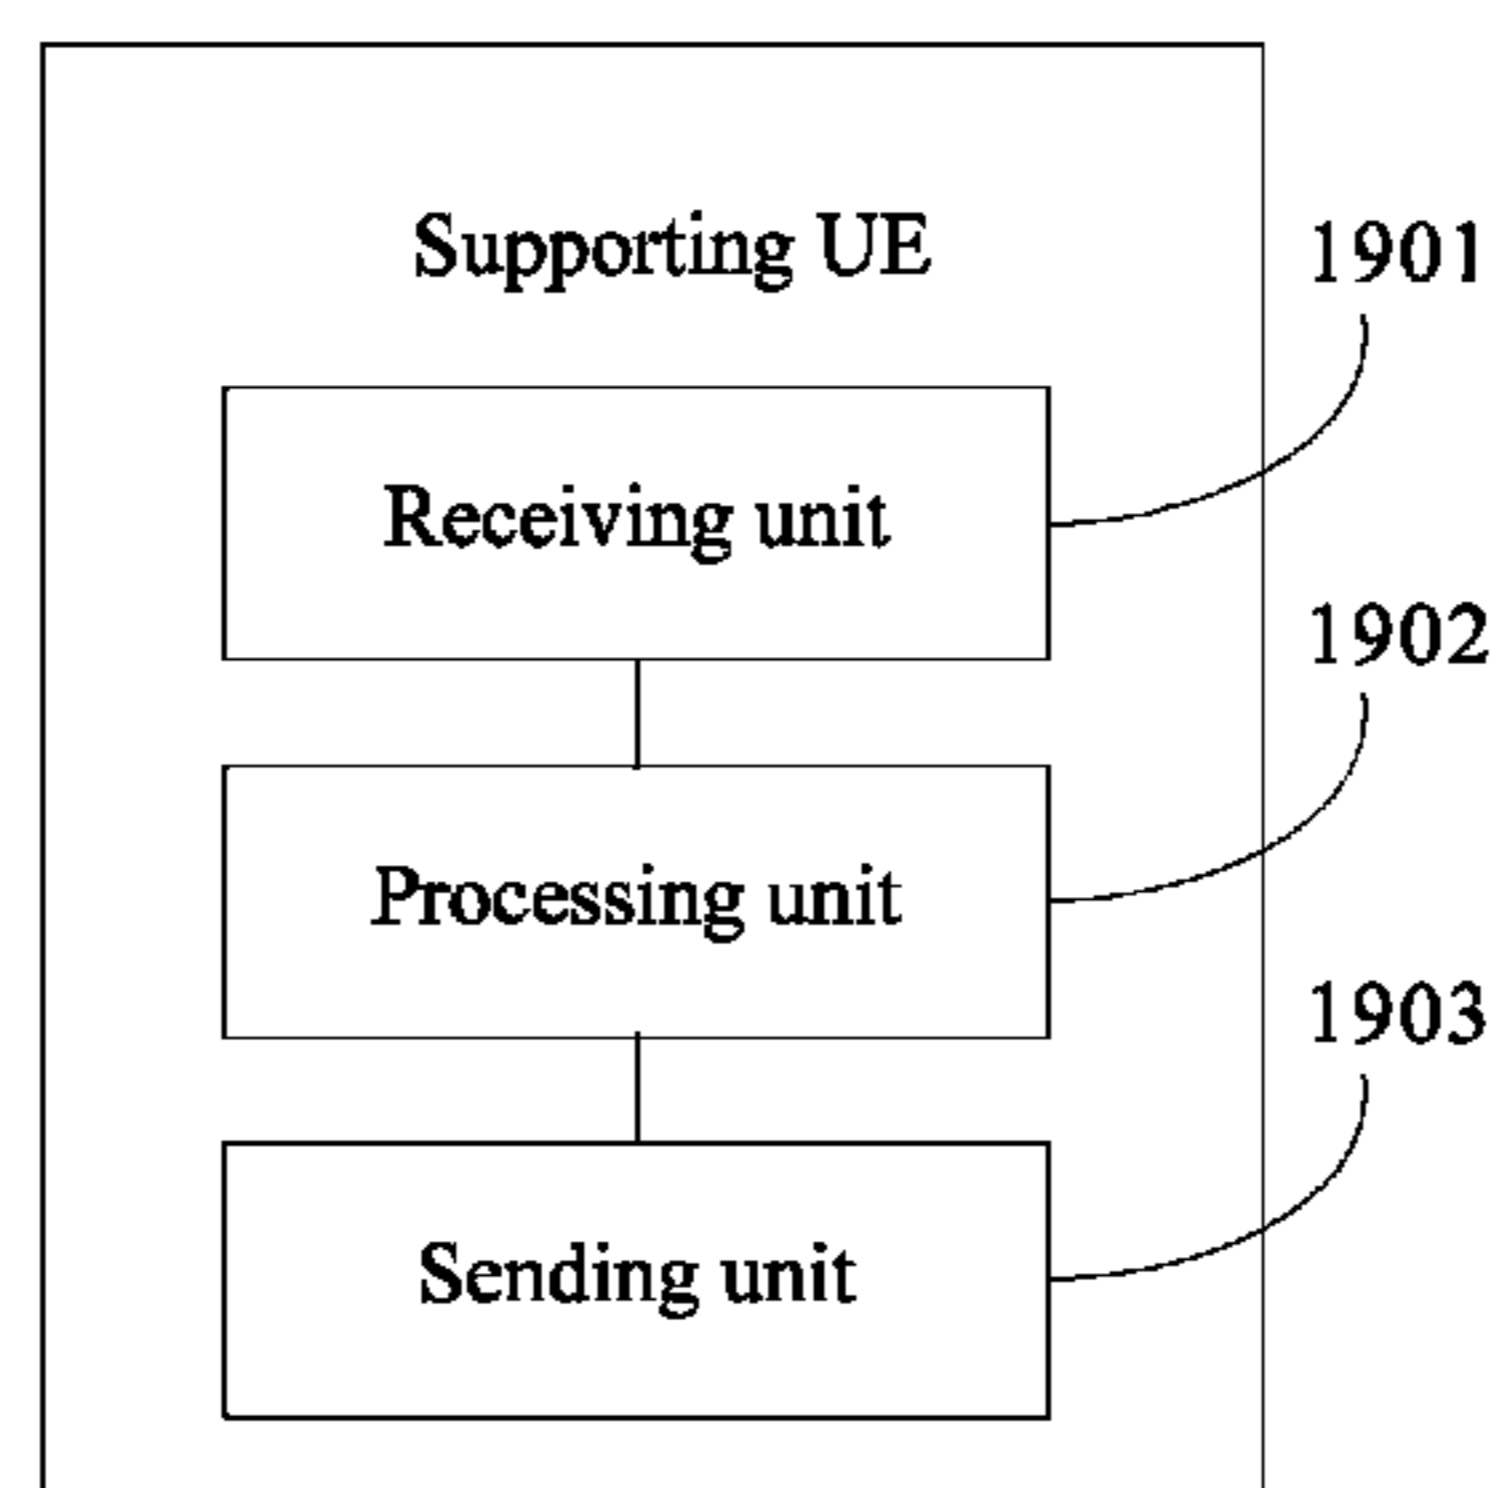 Supporting UE
1901
Receiving unit
1902
Processing unit
1903
Sending unit